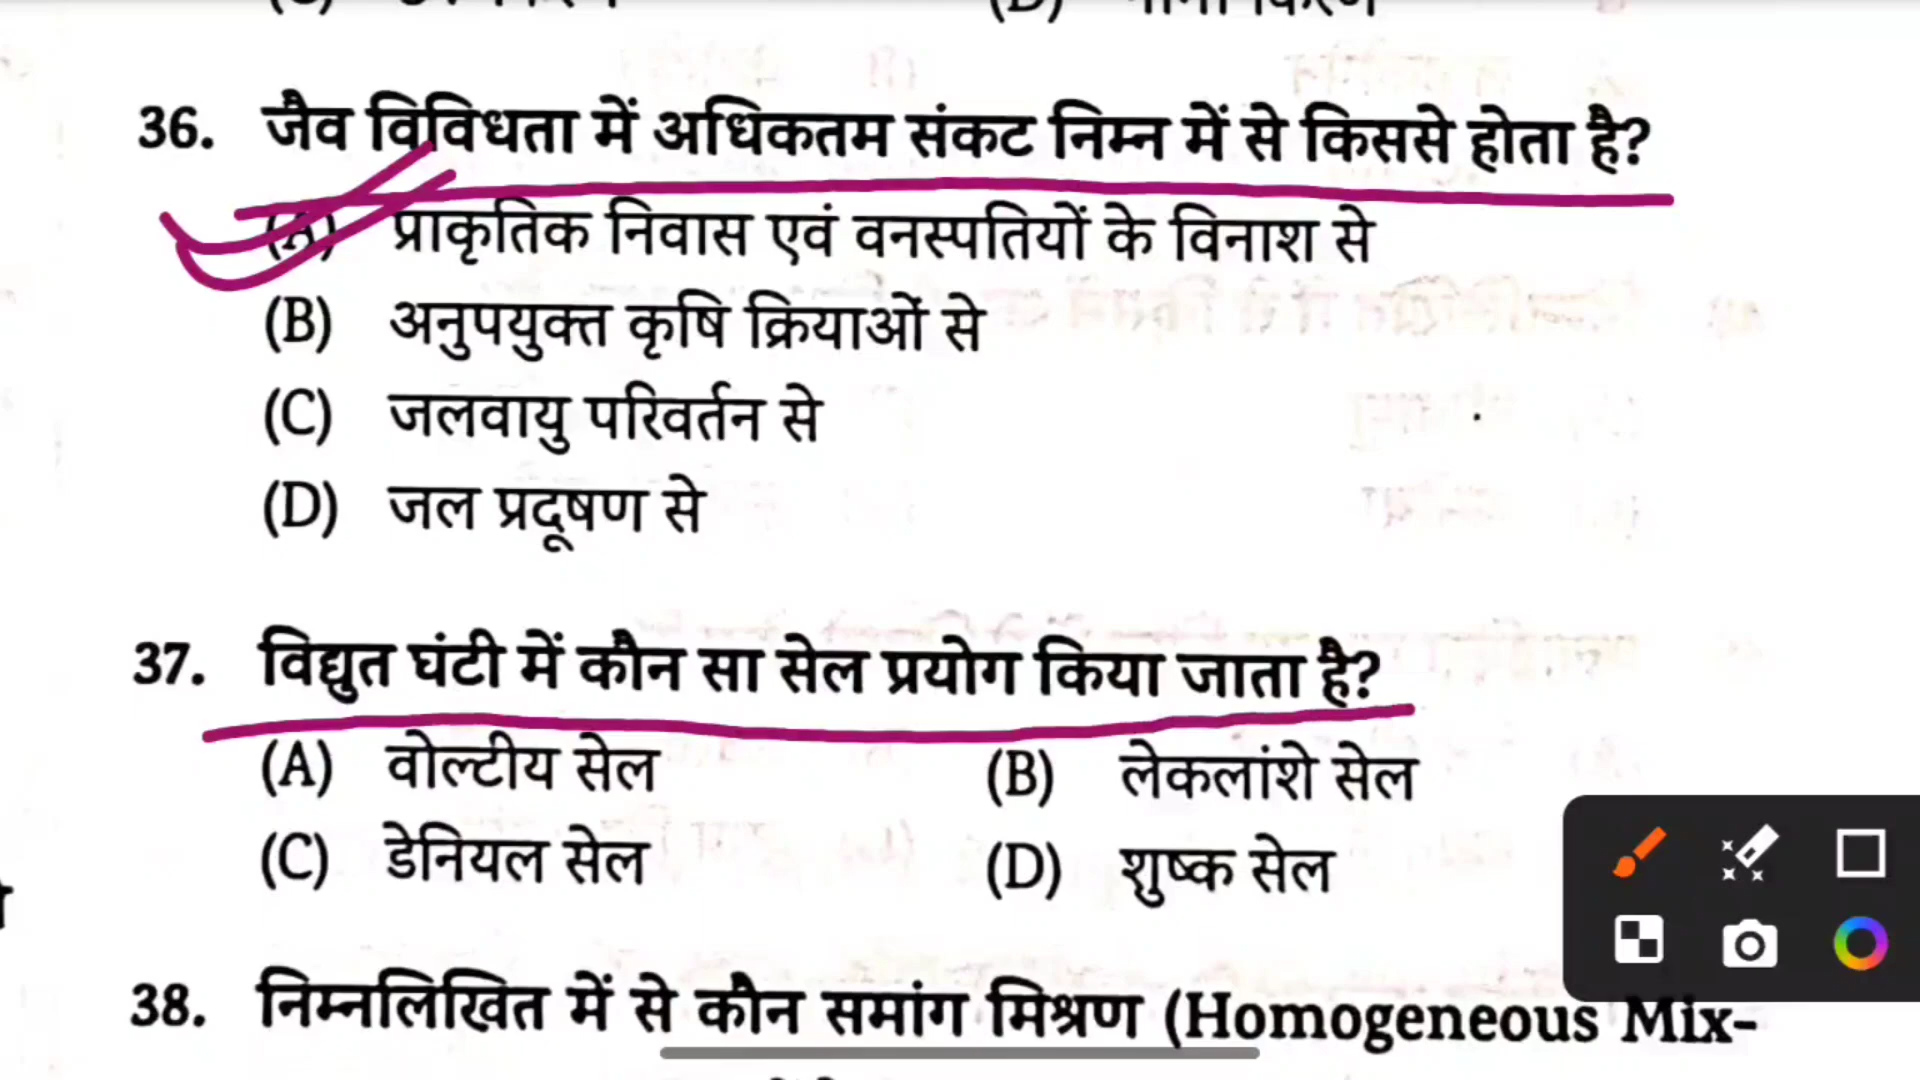 36. जैव विविधता में अधिकतम संकट निम्न में से किससे होता है?
(A) प्राकृतिक निवास एवं वनस्पतियों के विनाश से
(B) अनुपयुक्त कृषि क्रियाओं से
(C) जलवायु परिवर्तन से
(D) जल प्रदूषण से
37. विद्युत घंटी में कौन सा सेल प्रयोग किया जाता है?
(A) वोल्टीय सेल (B) लेकलांशे सेल
(C) डेनियल सेल (D) शुष्क सेल
38. निम्नलिखित में से कौन समांग मिश्रण (Homogeneous Mix-